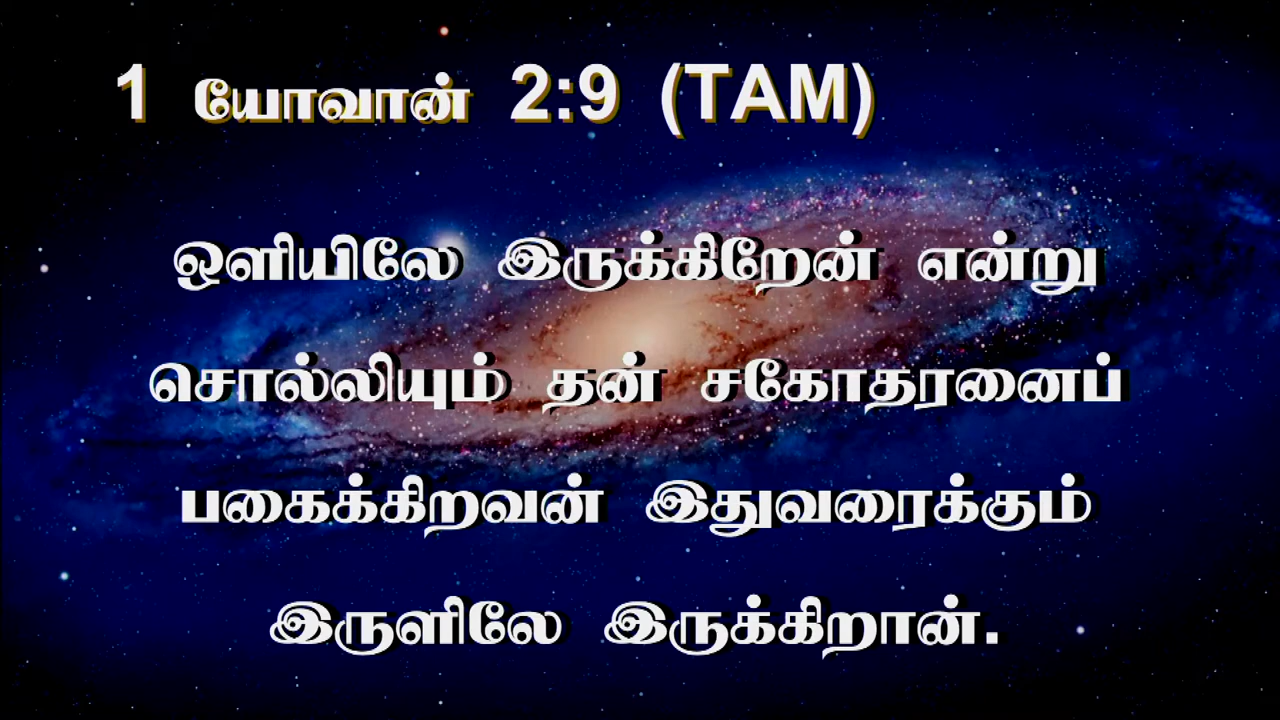 1 யோவான் 2:9 (TAM)
ஒளியிலே இருக்கிறேன் என்று
சொல்லியும் தன் சகோதரனைப்
பகைக்கிறவன் இதுவரைக்கும்
இருளிலே இருக்கிறான்.